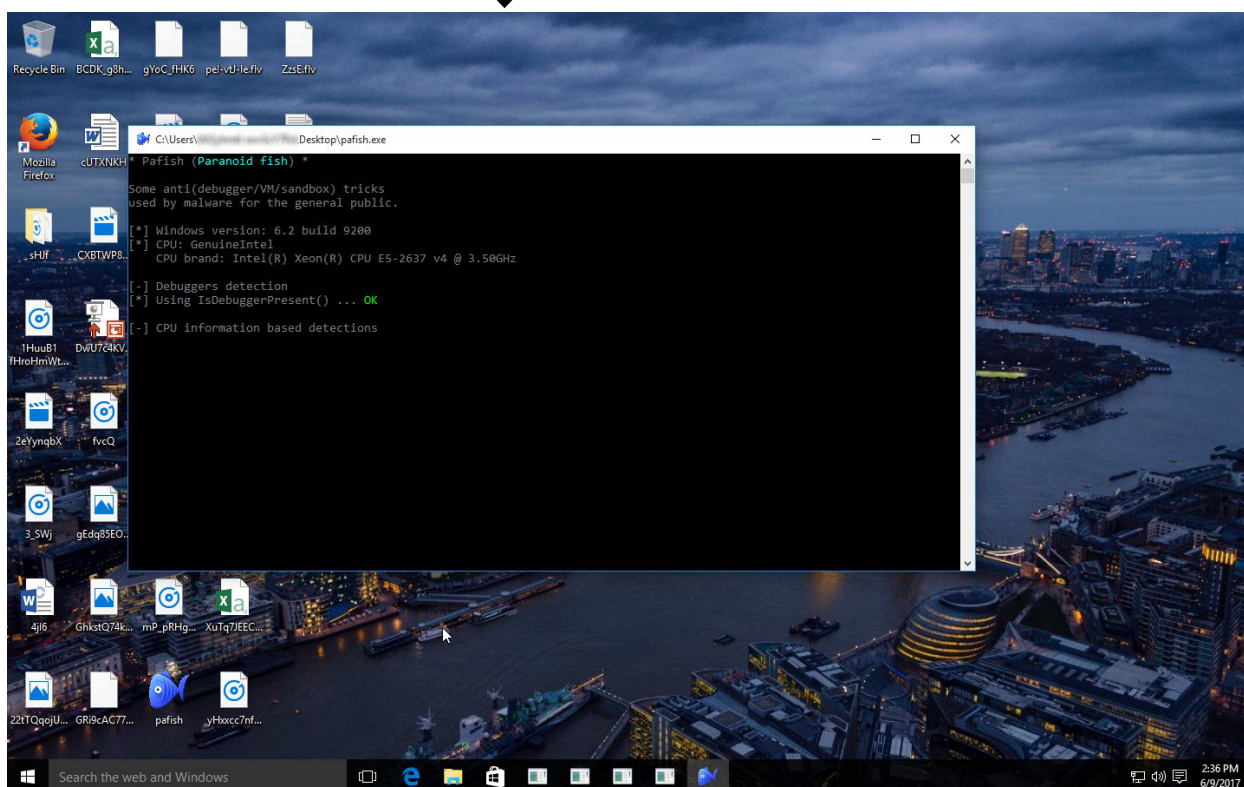 Recycle Bin
BCDK_g8h...
gYoC_fHK6
pel-vtJ-le.flv
ZzsE.flv
Mozilla
Firefox
cUTXNKH
C:\Users\
Desktop\pafish.exe
* Pafish (Paranoid fish) *
Some anti(debugger/VM/sandbox) tricks
used by malware for the general public.
[*] Windows version: 6.2 build 9200
[*] CPU: GenuineIntel
CPU brand: Intel(R) Xeon(R) CPU E5-2637 v4 @ 3.50GHz
[-] Debuggers detection
[*] Using IsDebuggerPresent() ... OK
[-] CPU information based detections
sHJf
CXBTWP8...
1HuuB1
fHroHmWt...
DwU7c4KV.
2eYynqbX
fvcQ
3_SWj
gEdq85EO...
4jl6
GhkstQ74k...
mP_pRHg...
XuTq7JEEC...
22tTQqojU...
GRi9cAC77...
pafish
yHxxcc7nf...
Search the web and Windows
2:36 PM
6/9/2017